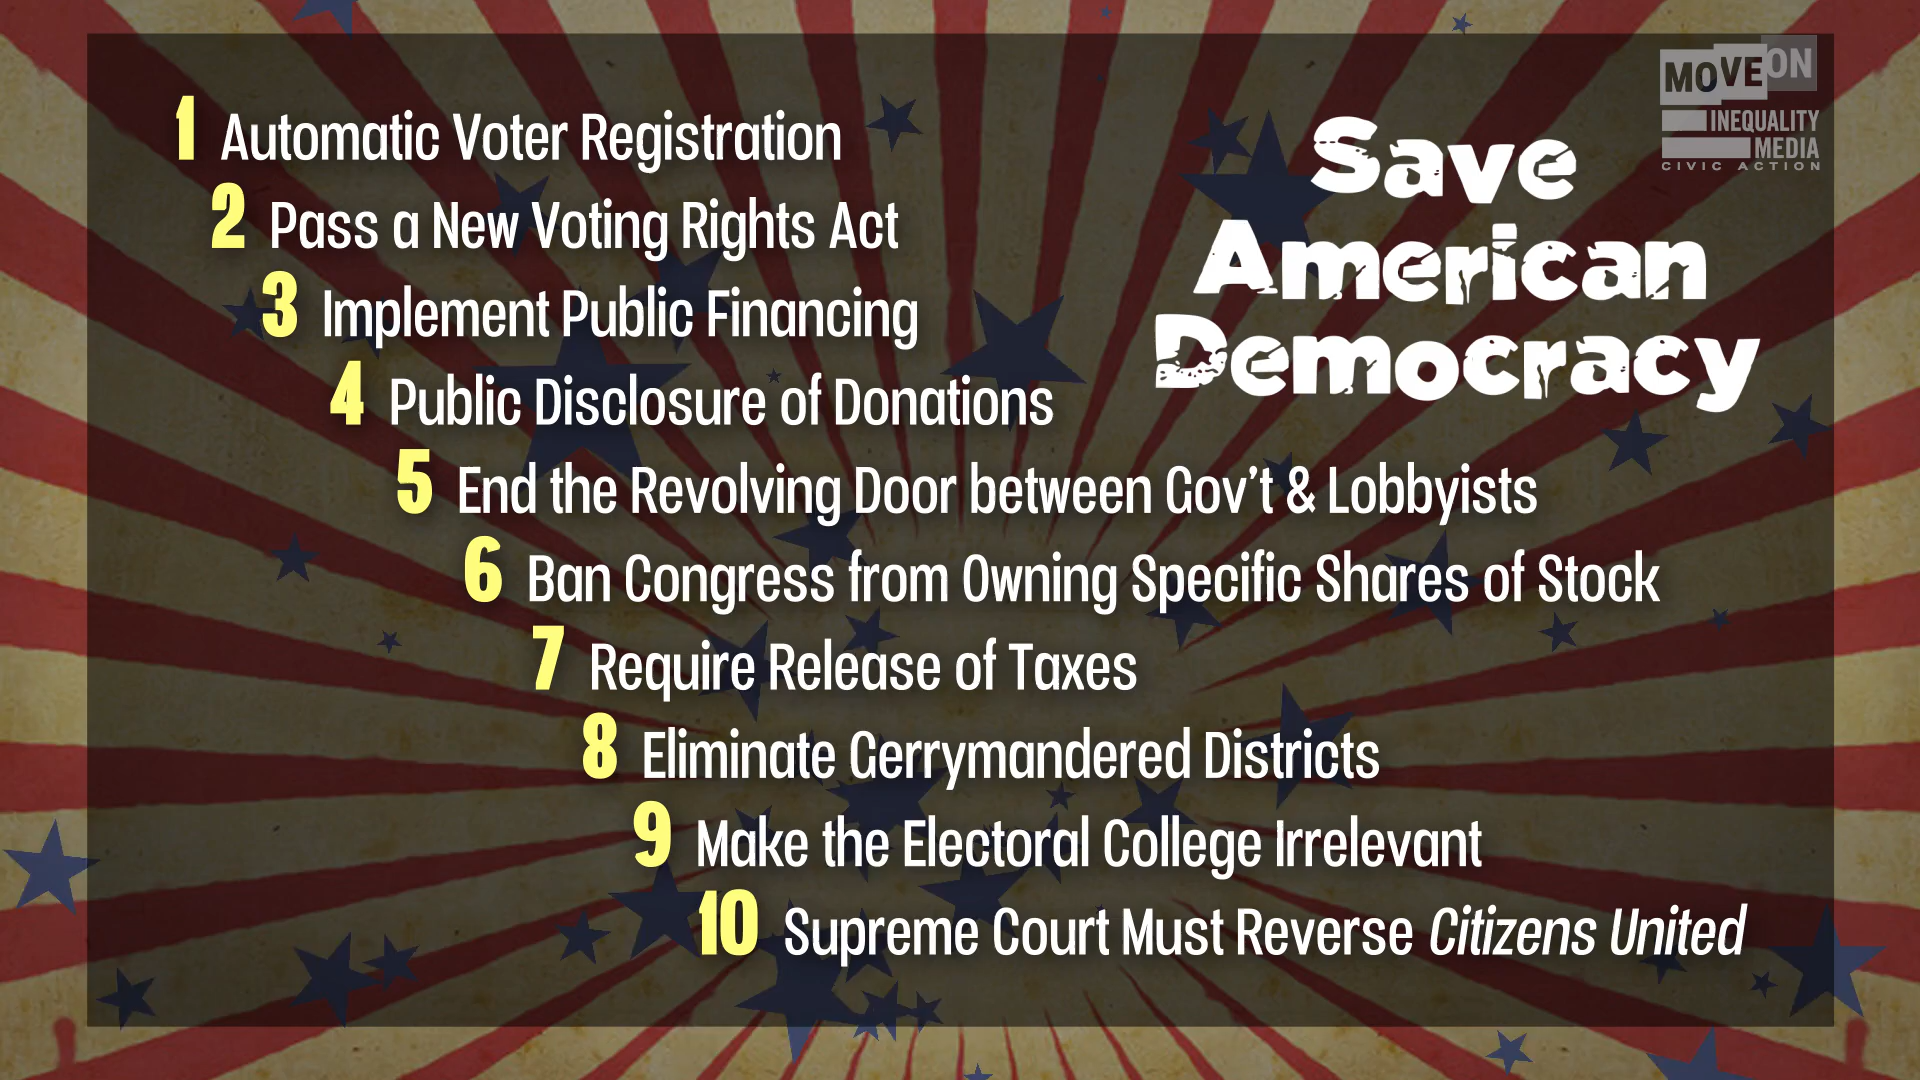 1 Automatic Voter Registration
2 Pass a New Voting Rights Act
3 Implement Public Financing
4 Public Disclosure of Donations
5 End the Revolving Door between Gov't & Lobbyists
6 Ban Congress from Owning Specific Shares of Stock
7 Require Release of Taxes
8 Eliminate Gerrymandered Districts
9 Make the Electoral College Irrelevant
10 Supreme Court Must Reverse Citizens United
Save
American
Democracy
MOVEON
INEQUALITY
MEDIA
CIVIC ACTION